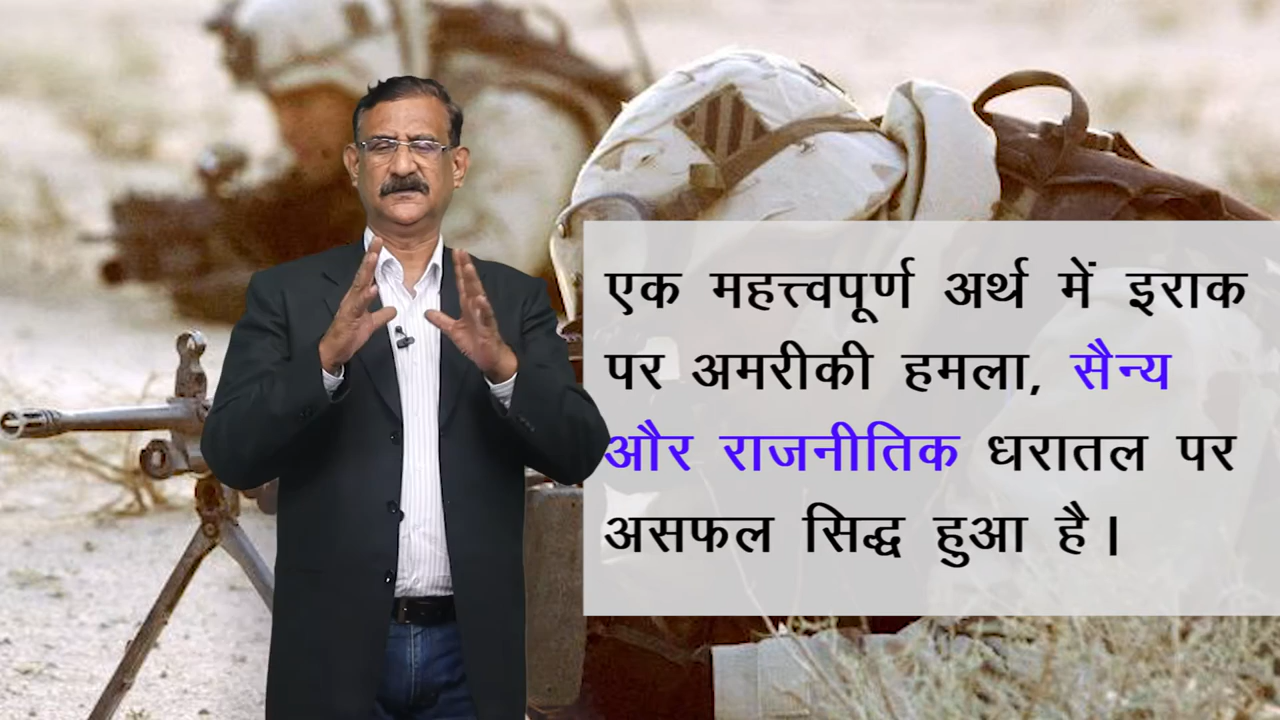 एक महत्त्वपूर्ण अर्थ में इराक
पर अमरीकी हमला, सैन्य
और राजनीतिक धरातल पर
असफल सिद्ध हुआ है।